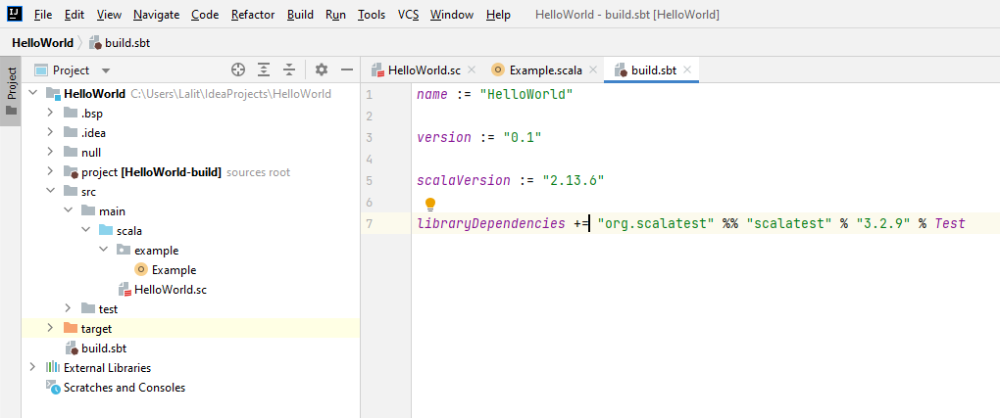 File Edit View Navigate Code Refactor Build Run Tools VCS Window Help HelloWorld - build.sbt [HelloWorld]
HelloWorld build.sbt
Project
Project
HelloWorld.sc Example.scala build.sbt
HelloWorld C:\Users\Lalit\IdeaProjects\HelloWorld
.bsp
.idea
null
project [HelloWorld-build] sources root
src
main
scala
example
Example
HelloWorld.sc
test
target
build.sbt
External Libraries
Scratches and Consoles
1 name := "HelloWorld"
2
3 version := "0.1"
4
5 scalaVersion := "2.13.6"
6
7 libraryDependencies += "org.scalatest" %% "scalatest" % "3.2.9" % Test